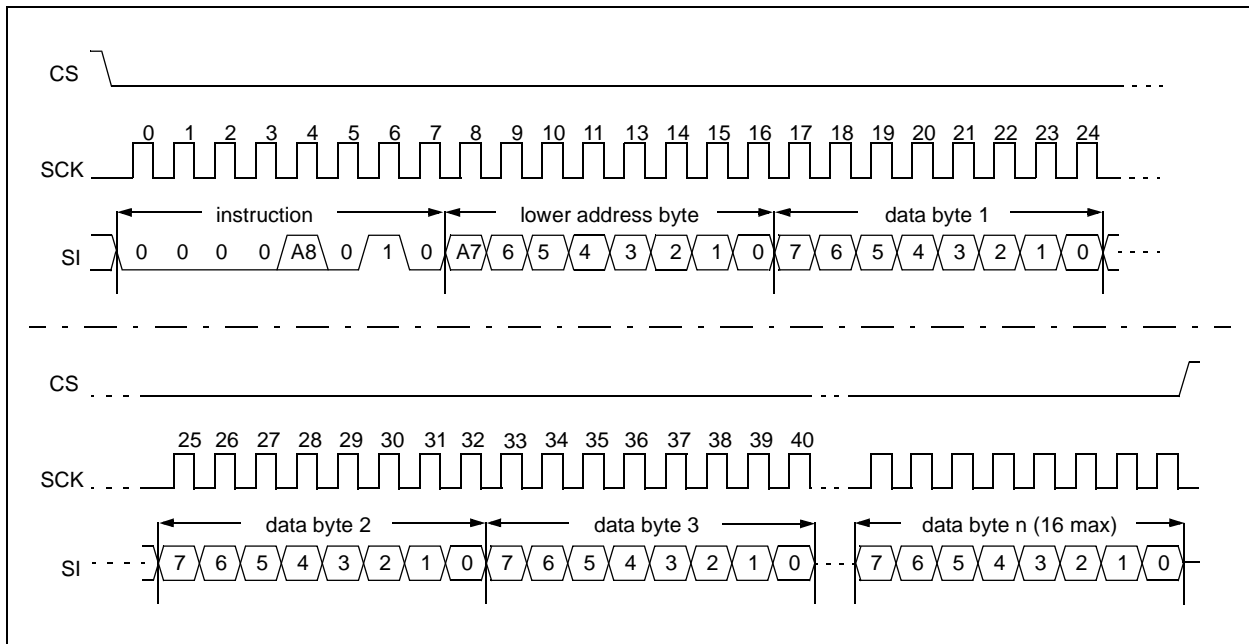 CS
0 1 2 3 4 5 6 7 8 9 10 11 13 14 15 16 17 18 19 20 21 22 23 24
SCK
instruction lower address byte data byte 1
SI 0 0 0 0 A8 0 1 0 A7 6 5 4 3 2 1 0 7 6 5 4 3 2 1 0
CS
25 26 27 28 29 30 31 32 33 34 35 36 37 38 39 40
SCK
data byte 2 data byte 3 data byte n (16 max)
SI 7 6 5 4 3 2 1 0 7 6 5 4 3 2 1 0 7 6 5 4 3 2 1 0